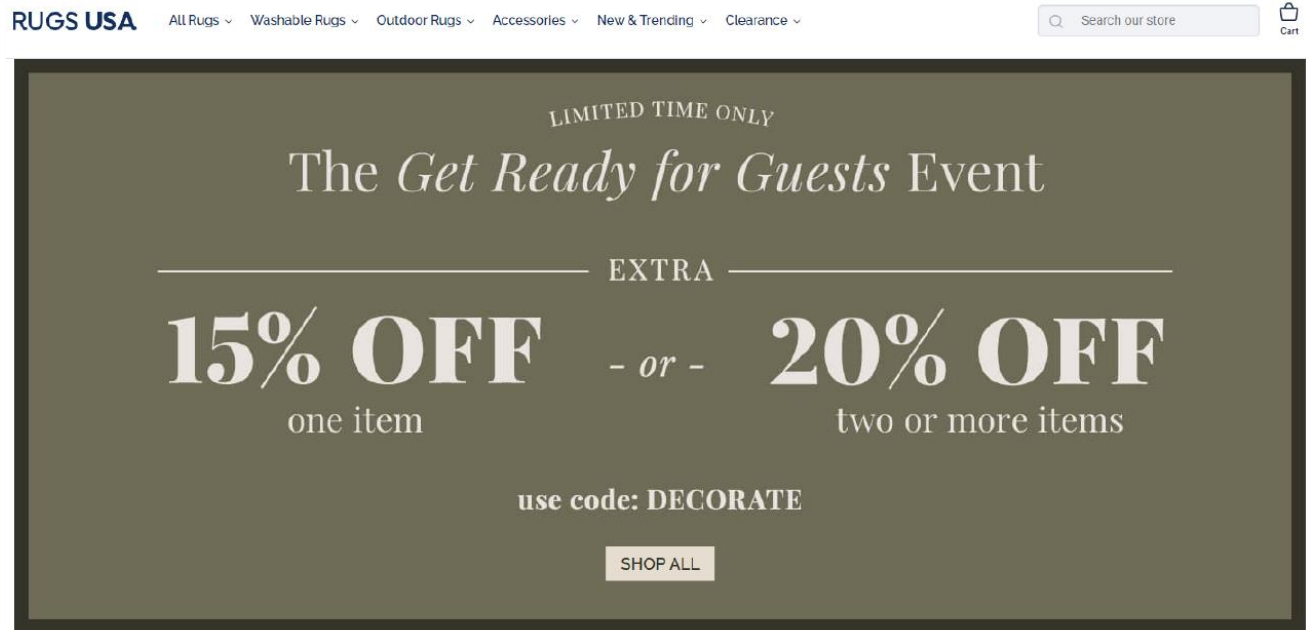 RUGS USA All Rugs Washable Rugs Outdoor Rugs Accessories New & Trending Clearance Search our store
Cart
LIMITED TIME ONLY
The Get Ready for Guests Event
EXTRA
15% OFF - or - 20% OFF
one item two or more items
use code: DECORATE
SHOP ALL